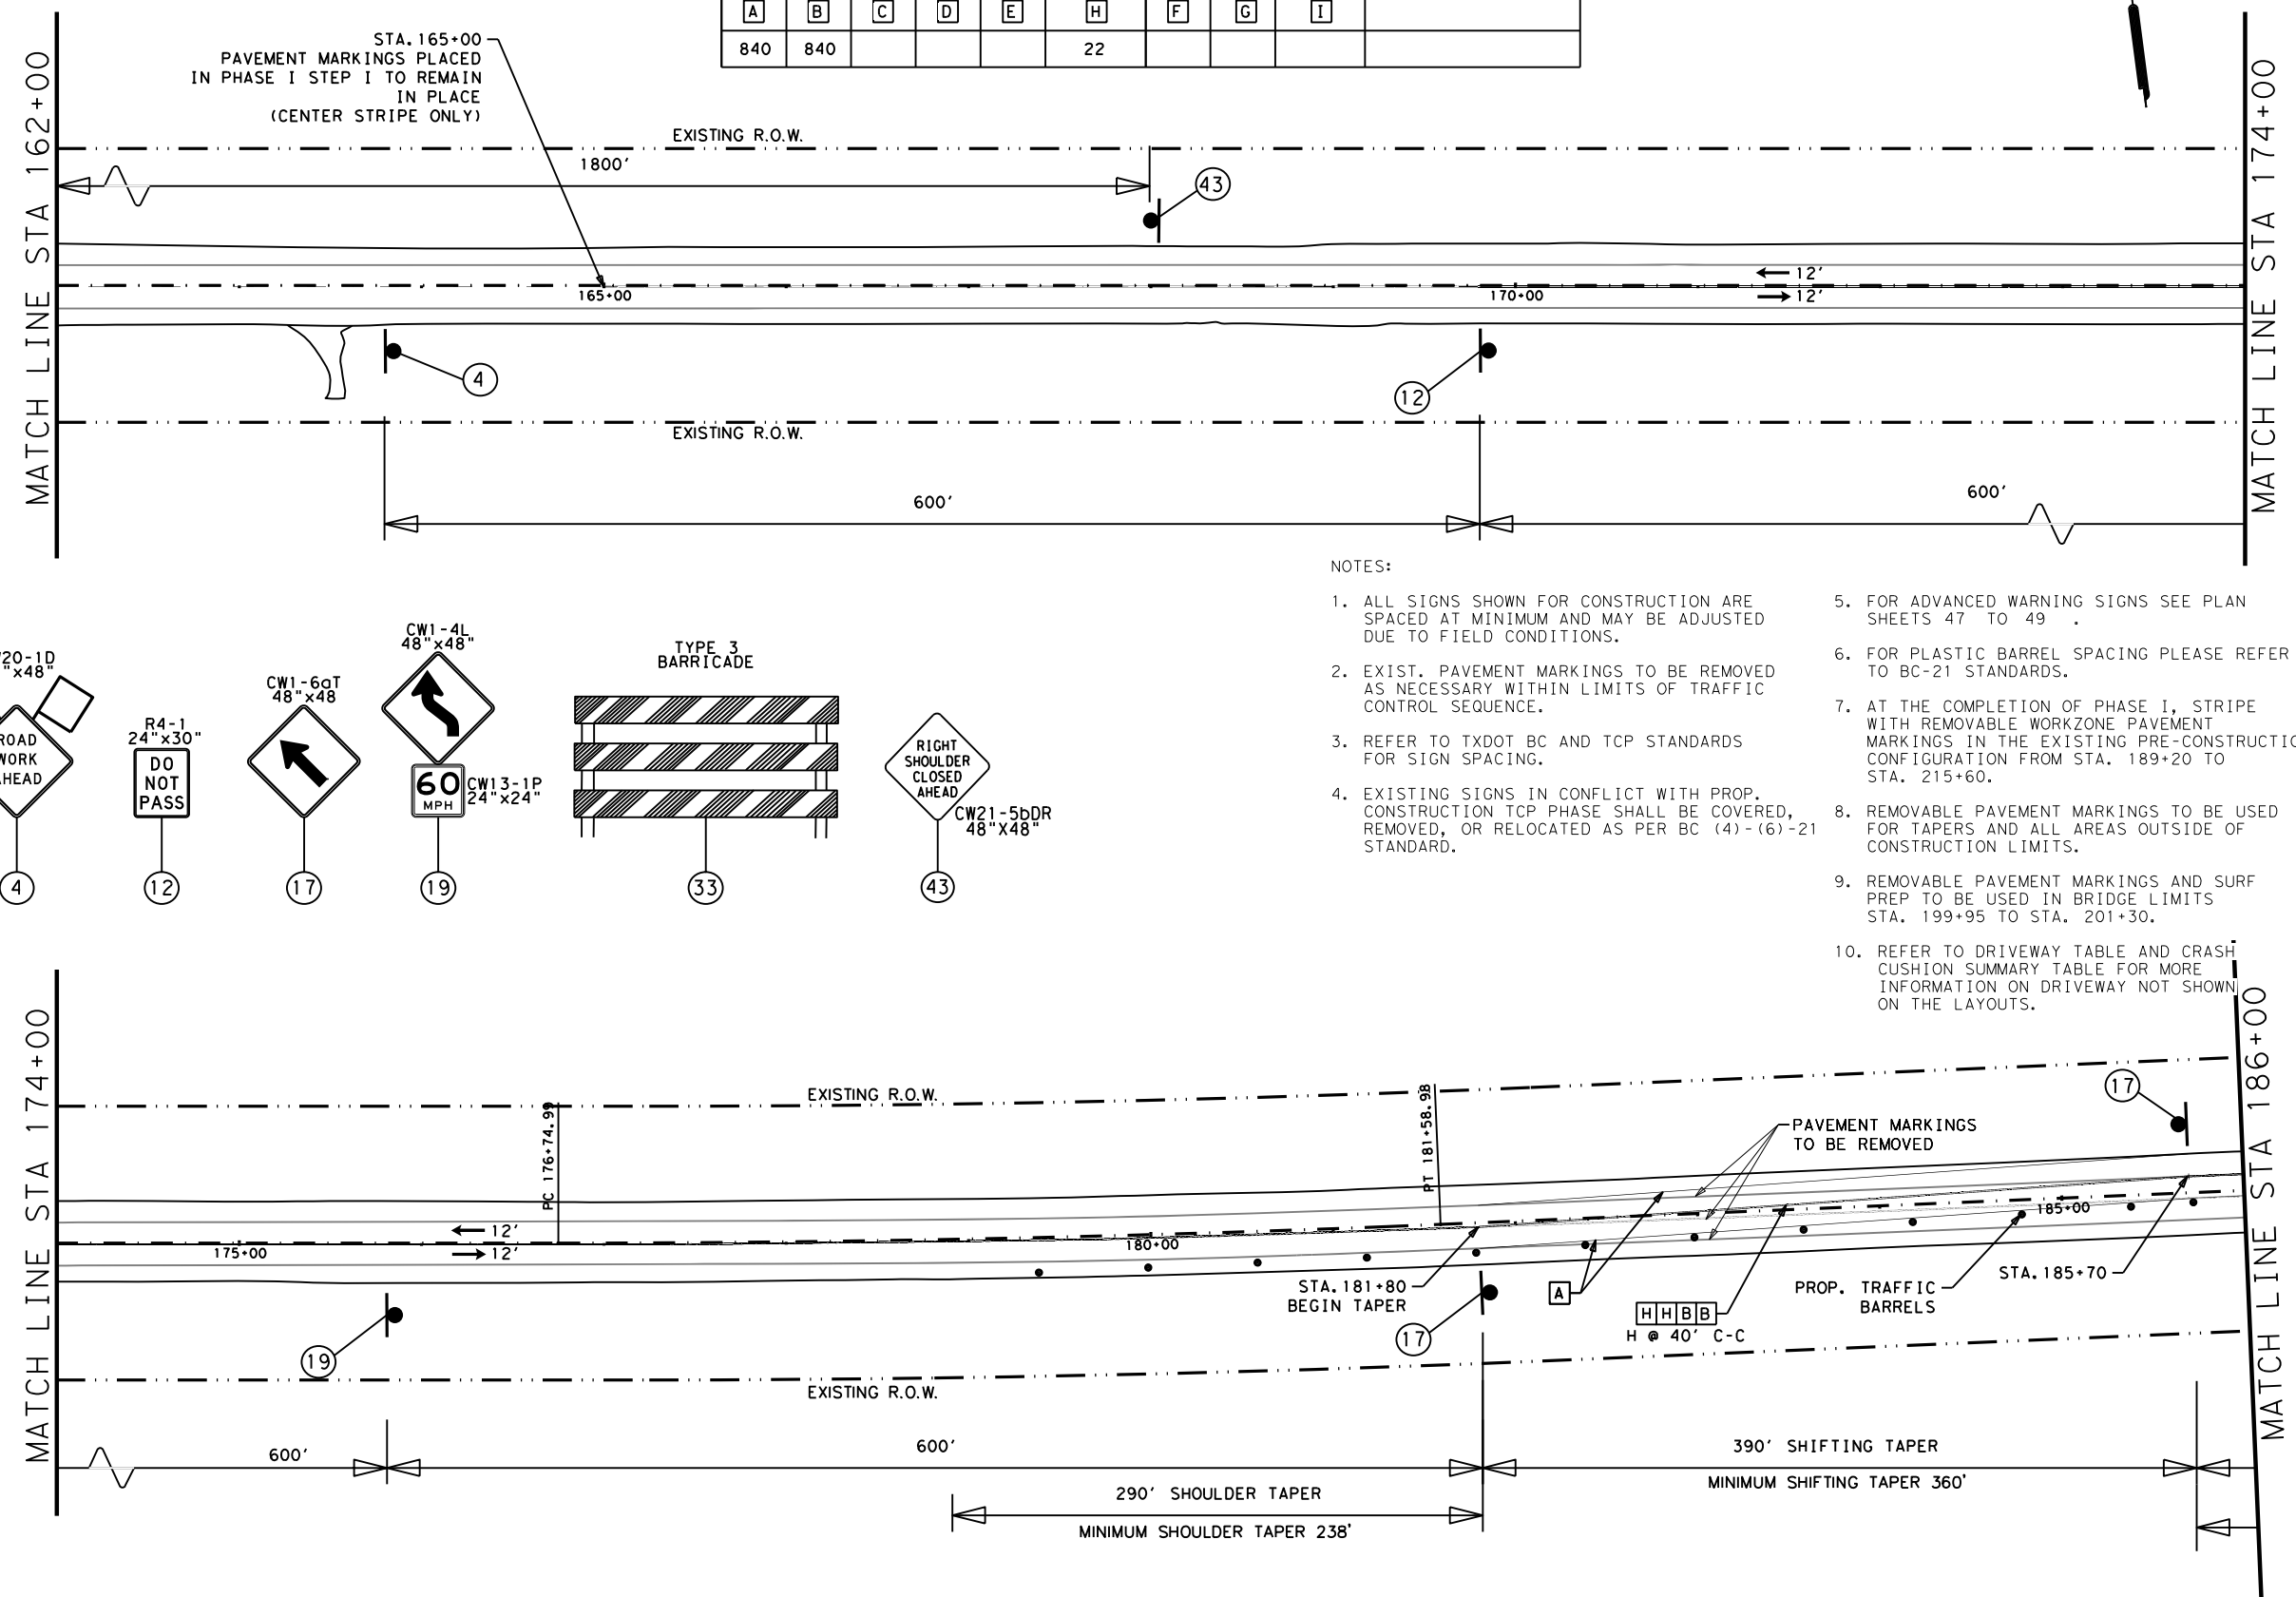 A B C D E H F G I
840 840 22
STA. 165+00
PAVEMENT MARKINGS PLACED
IN PHASE I STEP I TO REMAIN
IN PLACE
(CENTER STRIPE ONLY)
MATCH LINE STA 162+00
MATCH LINE STA 174+00
EXISTING R.O.W.
1800'
43
12'
165+00
170+00
12'
4
12
EXISTING R.O.W.
600'
600'
NOTES:
1. ALL SIGNS SHOWN FOR CONSTRUCTION ARE
SPACED AT MINIMUM AND MAY BE ADJUSTED
DUE TO FIELD CONDITIONS.
2. EXIST. PAVEMENT MARKINGS TO BE REMOVED
AS NECESSARY WITHIN LIMITS OF TRAFFIC
CONTROL SEQUENCE.
3. REFER TO TXDOT BC AND TCP STANDARDS
FOR SIGN SPACING.
4. EXISTING SIGNS IN CONFLICT WITH PROP.
CONSTRUCTION TCP PHASE SHALL BE COVERED,
REMOVED, OR RELOCATED AS PER BC (4)-(6)-21
STANDARD.
5. FOR ADVANCED WARNING SIGNS SEE PLAN
SHEETS 47 TO 49 .
6. FOR PLASTIC BARREL SPACING PLEASE REFER
TO BC-21 STANDARDS.
7. AT THE COMPLETION OF PHASE I, STRIPE
WITH REMOVABLE WORKZONE PAVEMENT
MARKINGS IN THE EXISTING PRE-CONSTRUCTIO
CONFIGURATION FROM STA. 189+20 TO
STA. 215+60.
8. REMOVABLE PAVEMENT MARKINGS TO BE USED
FOR TAPERS AND ALL AREAS OUTSIDE OF
CONSTRUCTION LIMITS.
9. REMOVABLE PAVEMENT MARKINGS AND SURF
PREP TO BE USED IN BRIDGE LIMITS
STA. 199+95 TO STA. 201+30.
10. REFER TO DRIVEWAY TABLE AND CRASH
CUSHION SUMMARY TABLE FOR MORE
INFORMATION ON DRIVEWAY NOT SHOWN
ON THE LAYOUTS.
20-1D
"x48"
ROAD
WORK
AHEAD
4
R4-1
24"x30"
DO
NOT
PASS
12
CW1-6aT
48"x48
17
CW1-4L
48"x48"
60
MPH
CW13-1P
24"x24"
19
TYPE 3
BARRICADE
33
RIGHT
SHOULDER
CLOSED
AHEAD
CW21-5bDR
48"X48"
43
MATCH LINE STA 174+00
MATCH LINE STA 186+00
EXISTING R.O.W.
PC 176+74.99
PT 181+58.98
17
PAVEMENT MARKINGS
TO BE REMOVED
12'
175+00
12'
180+00
185+00
STA. 181+80
BEGIN TAPER
A
H H B B
H @ 40' C-C
PROP. TRAFFIC
BARRELS
STA. 185+70
19
17
EXISTING R.O.W.
600'
600'
390' SHIFTING TAPER
MINIMUM SHIFTING TAPER 360'
290' SHOULDER TAPER
MINIMUM SHOULDER TAPER 238'